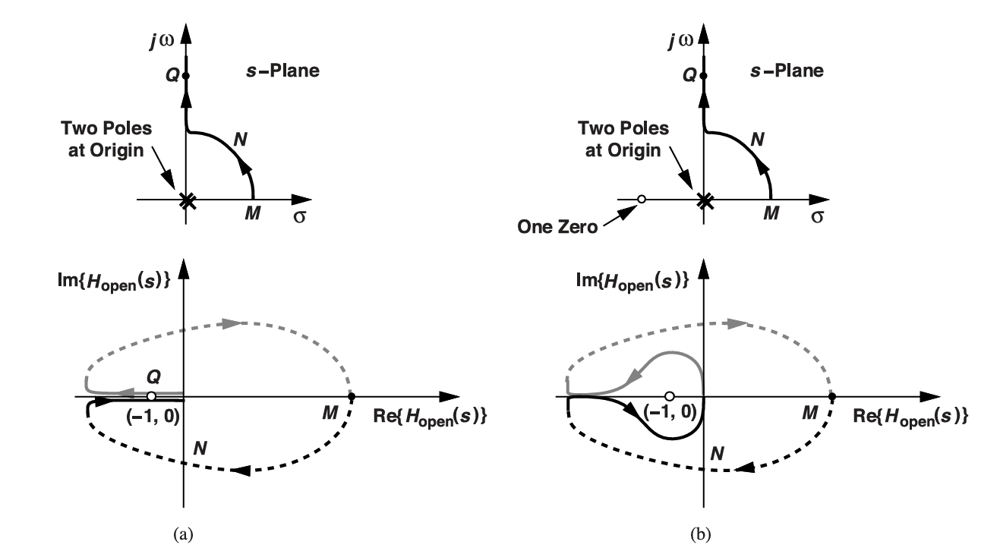 jω
Q
s–Plane
Two Poles
at Origin
N
M
σ
Im{Hopen(s)}
Q
(–1, 0)
M
Re{Hopen(s)}
N
(a)
jω
Q
s–Plane
Two Poles
at Origin
N
One Zero
M
σ
Im{Hopen(s)}
(–1, 0)
M
Re{Hopen(s)}
N
(b)